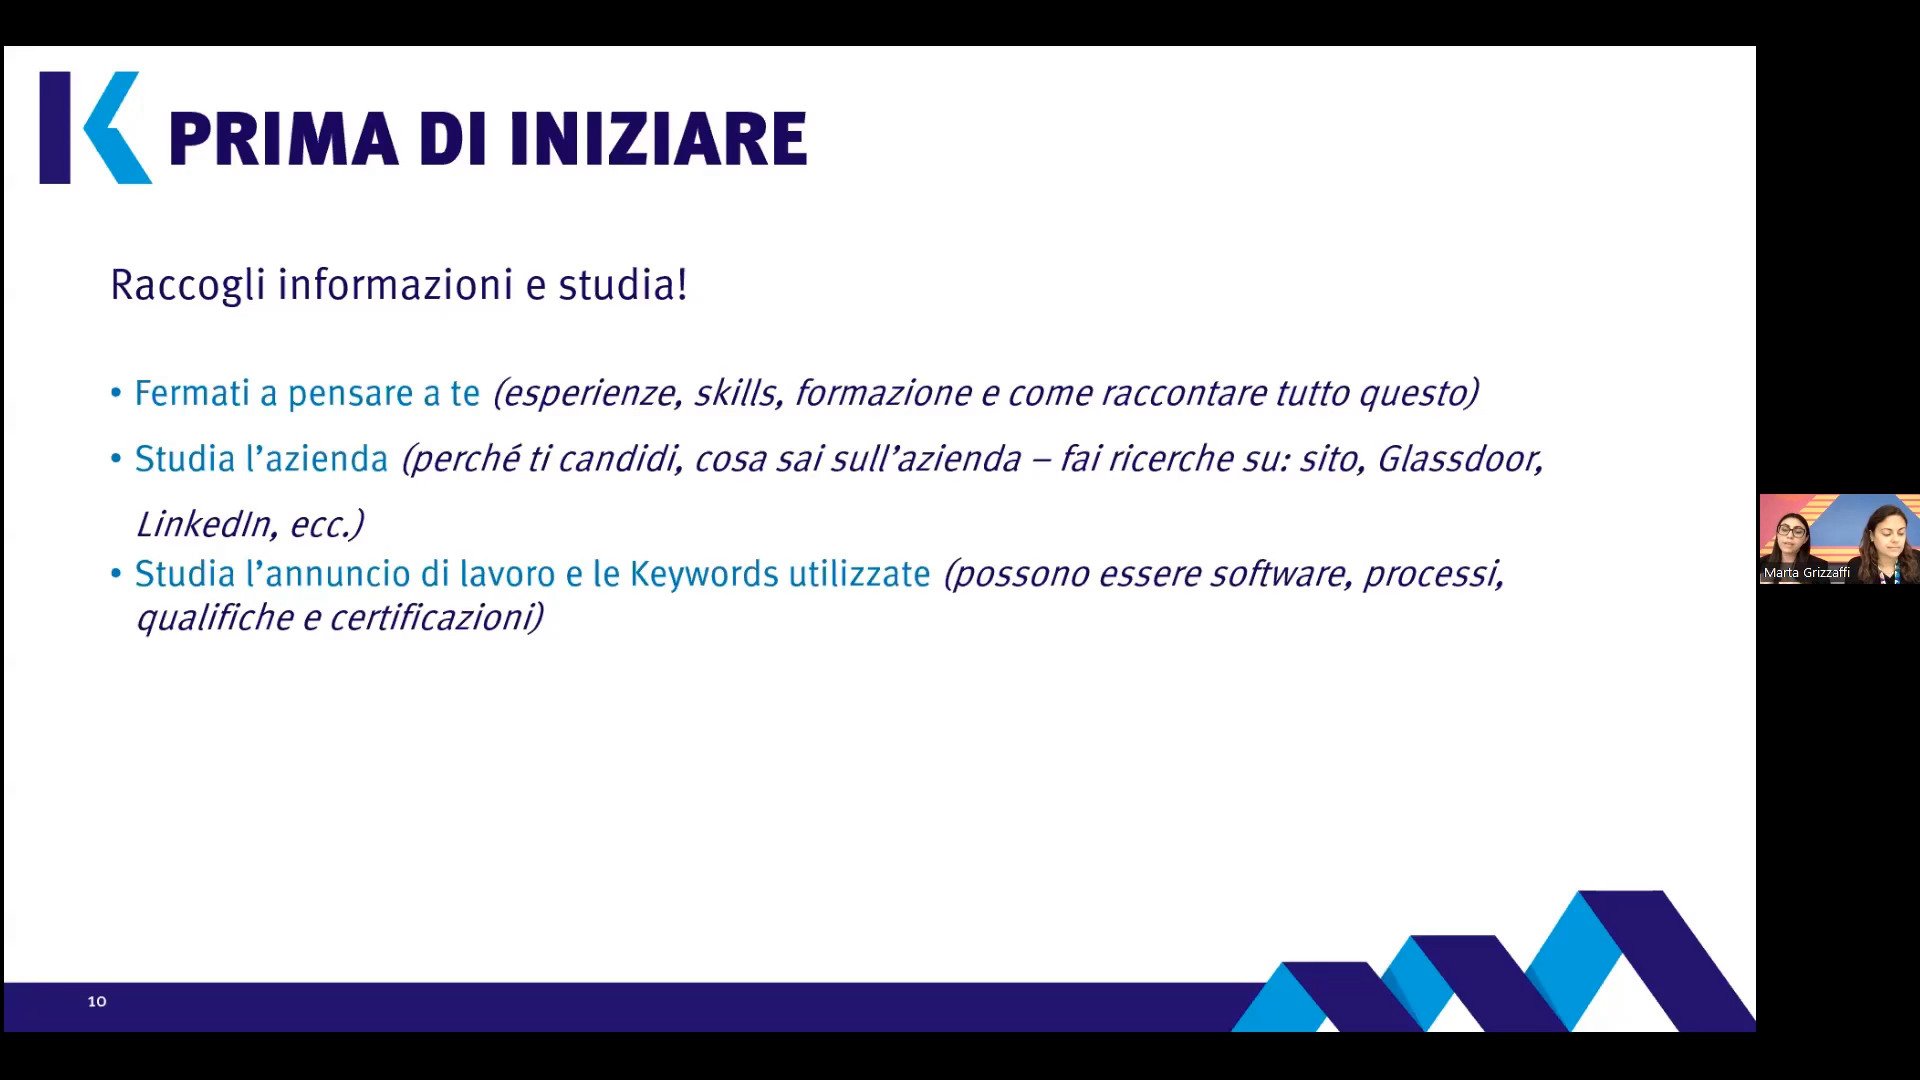 PRIMA DI INIZIARE
Raccogli informazioni e studia!
• Fermati a pensare a te (esperienze, skills, formazione e come raccontare tutto questo)
• Studia l’azienda (perché ti candidi, cosa sai sull’azienda – fai ricerche su: sito, Glassdoor,
LinkedIn, ecc.)
• Studia l’annuncio di lavoro e le Keywords utilizzate (possono essere software, processi,
qualifiche e certificazioni)
Marta Grizzaffi
10